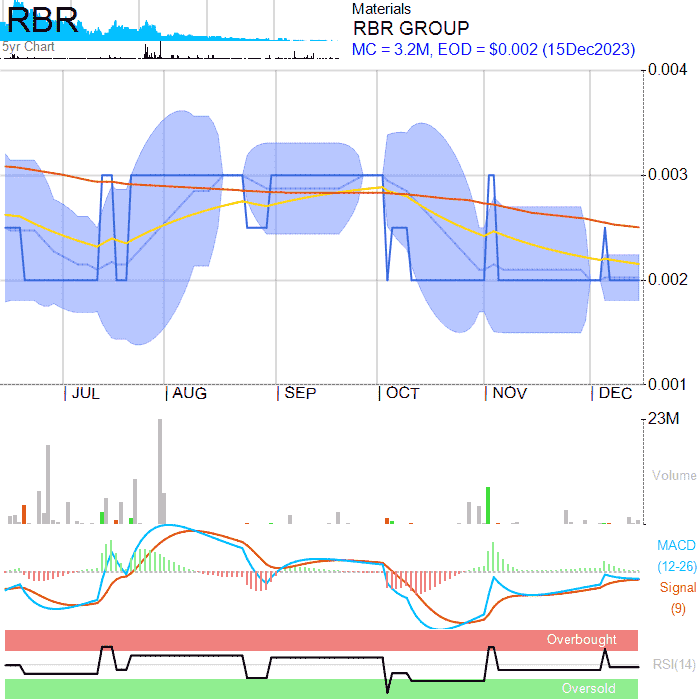 RBR
5yr Chart
Materials
RBR GROUP
MC = 3.2M, EOD = $0.002 (15Dec2023)
0.004
0.003
0.002
0.001
JUL AUG SEP OCT NOV DEC
23M
Volume
MACD
(12-26)
Signal
(9)
Overbought
RSI(14)
Oversold